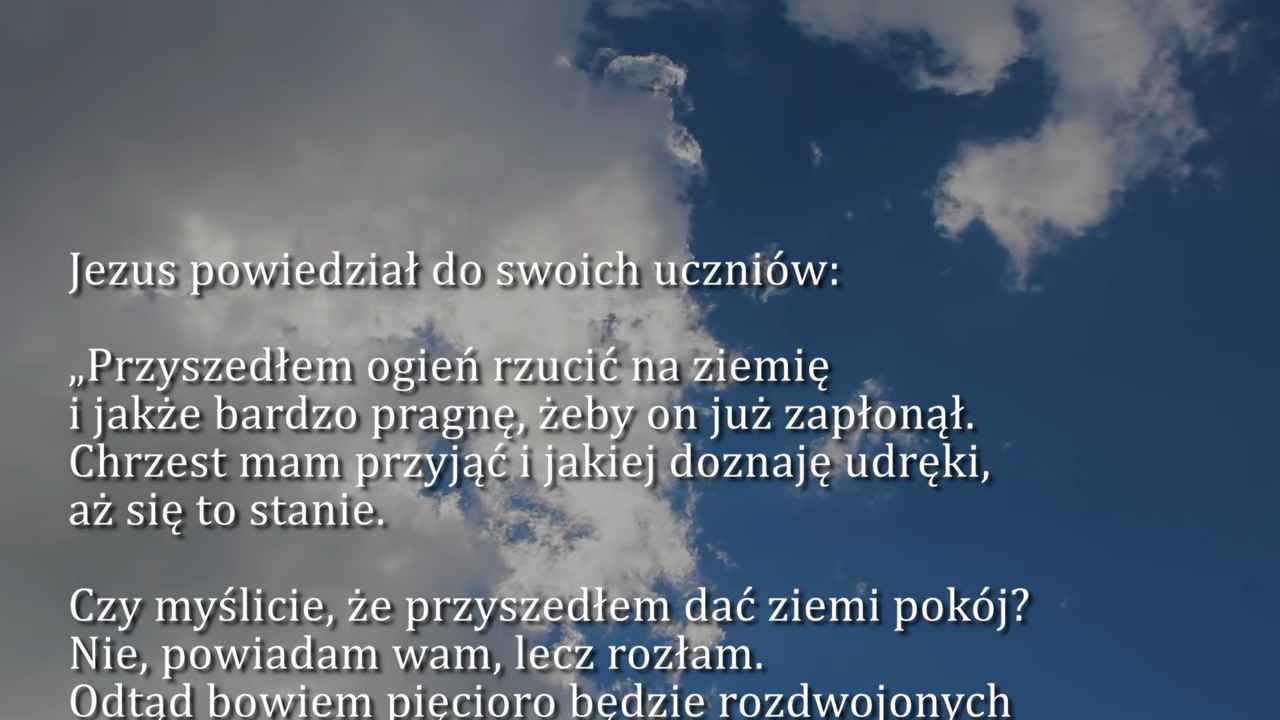 Jezus powiedział do swoich uczniów:
„Przyszedłem ogień rzucić na ziemię
i jakże bardzo pragnę, żeby on już zapłonął.
Chrzest mam przyjąć i jakiej doznaję udręki,
aż się to stanie.
Czy myślicie, że przyszedłem dać ziemi pokój?
Nie, powiadam wam, lecz rozłam.
Odtąd bowiem pięcioro będzie rozdwojonych